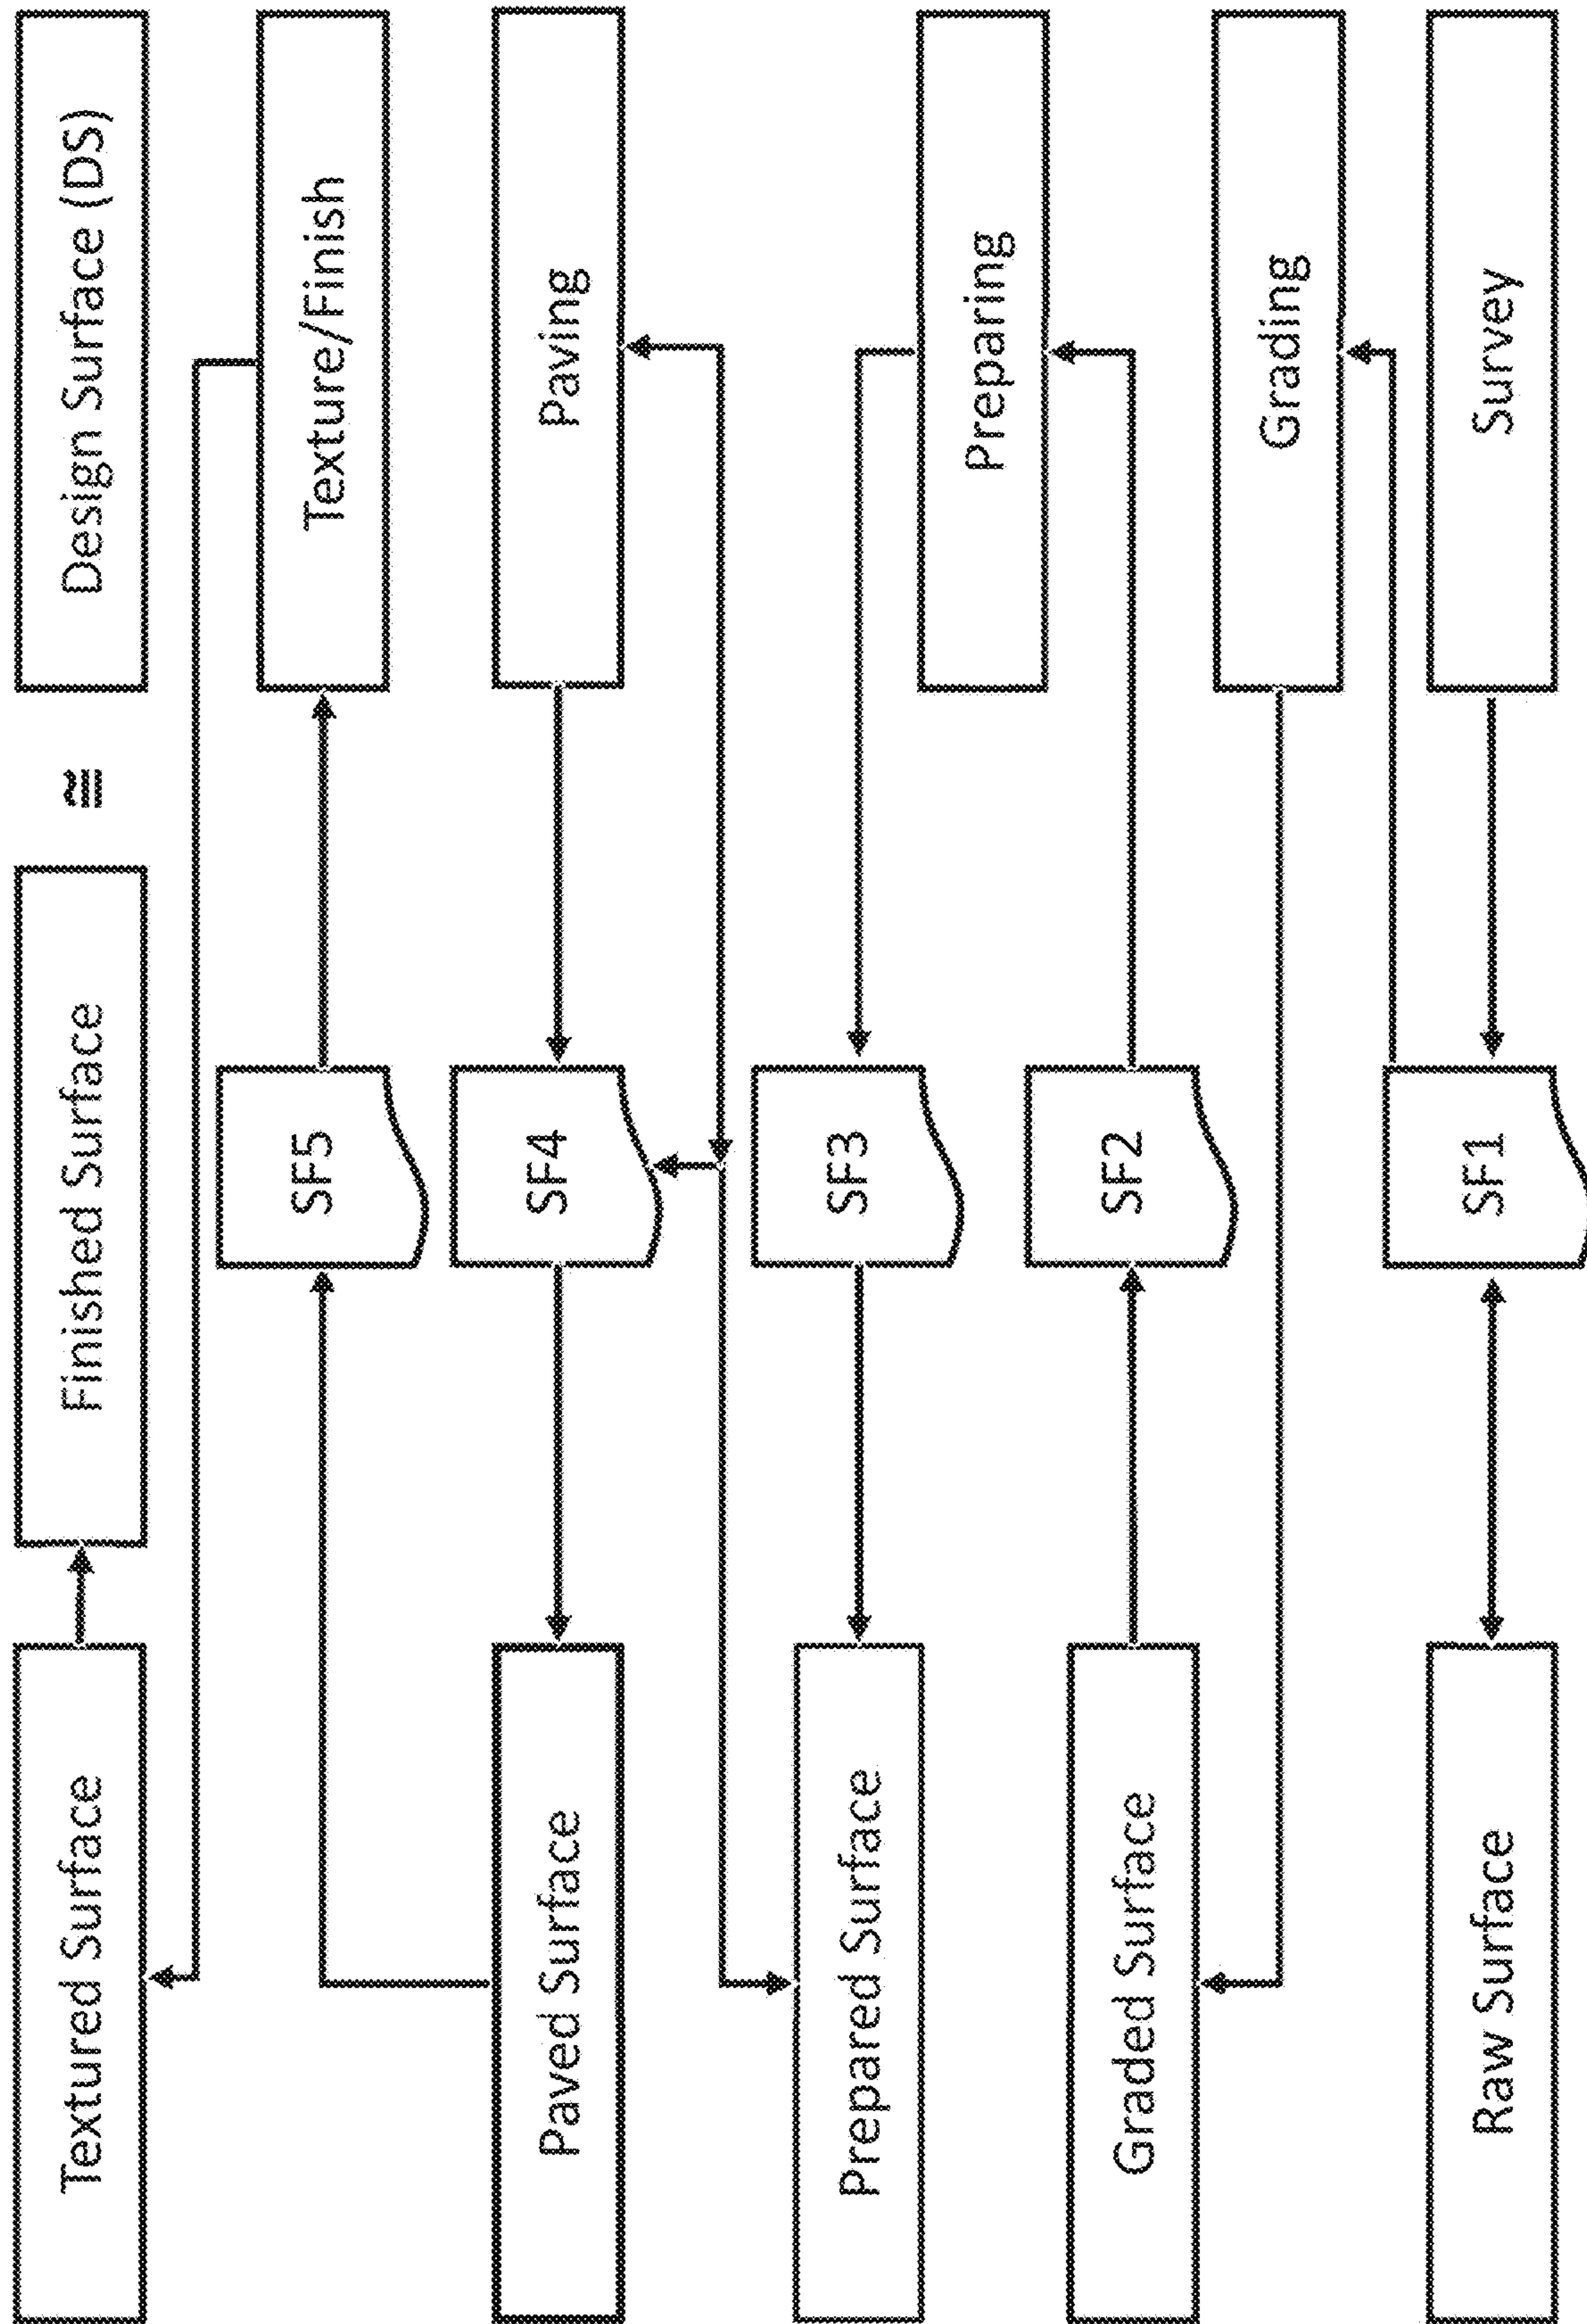 Textured Surface
Finished Surface
≅
Design Surface (DS)
SF5
Texture/Finish
Paved Surface
SF4
Paving
Prepared Surface
SF3
Preparing
Graded Surface
SF2
Grading
Raw Surface
SF1
Survey